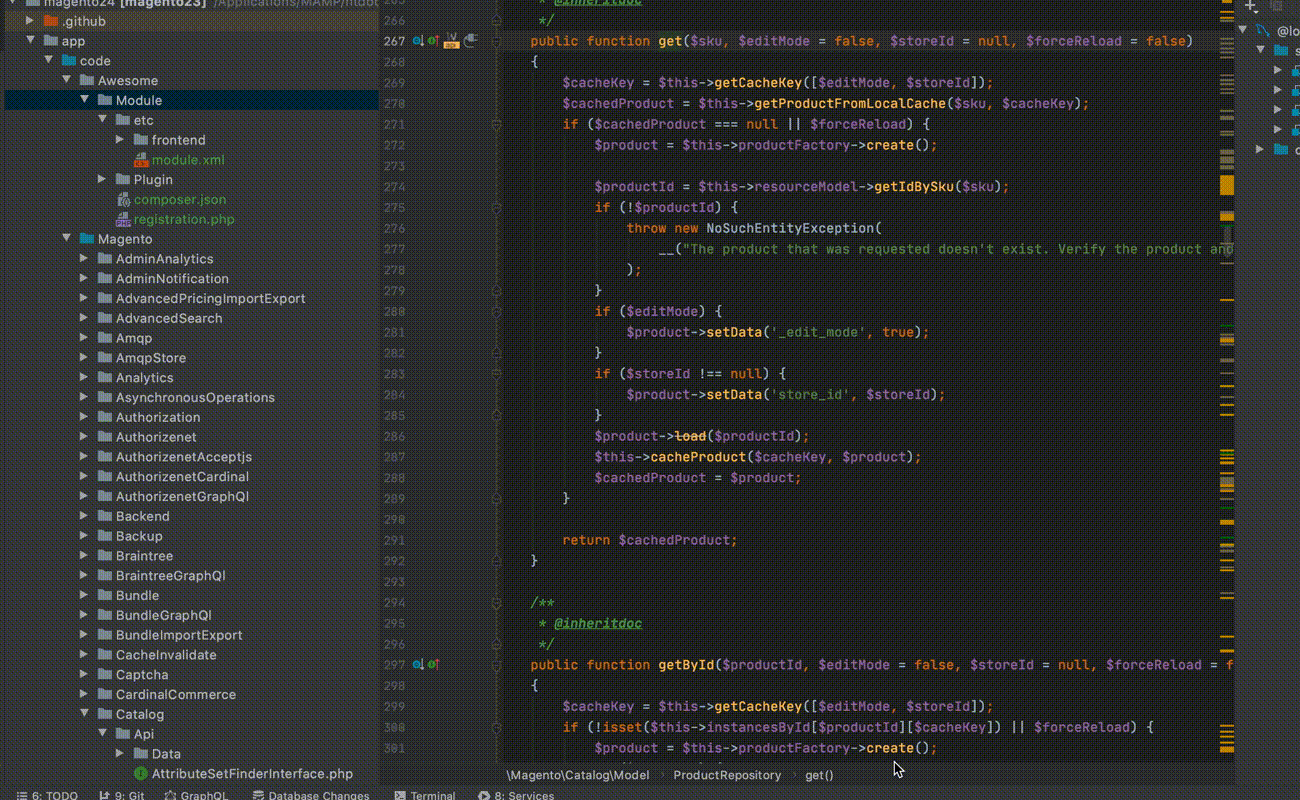 magento24 [magento23] /Applications/MAMP/htdoc
.github
app
code
Awesome
Module
etc
frontend
module.xml
Plugin
composer.json
registration.php
Magento
AdminAnalytics
AdminNotification
AdvancedPricingImportExport
AdvancedSearch
Amqp
AmqpStore
Analytics
AsynchronousOperations
Authorization
Authorizenet
AuthorizenetAcceptjs
AuthorizenetCardinal
AuthorizenetGraphQl
Backend
Backup
Braintree
BraintreeGraphQl
Bundle
BundleGraphQl
BundleImportExport
CacheInvalidate
Captcha
CardinalCommerce
Catalog
Api
Data
AttributeSetFinderInterface.php
265 * @inheritdoc
266 */
267 public function get($sku, $editMode = false, $storeId = null, $forceReload = false)
268 {
269 $cacheKey = $this->getCacheKey([$editMode, $storeId]);
270 $cachedProduct = $this->getProductFromLocalCache($sku, $cacheKey);
271 if ($cachedProduct === null || $forceReload) {
272 $product = $this->productFactory->create();
273
274 $productId = $this->resourceModel->getIdBySku($sku);
275 if (!$productId) {
276 throw new NoSuchEntityException(
277 __("The product that was requested doesn't exist. Verify the product and
278 );
279 }
280 if ($editMode) {
281 $product->setData('_edit_mode', true);
282 }
283 if ($storeId !== null) {
284 $product->setData('store_id', $storeId);
285 }
286 $product->load($productId);
287 $this->cacheProduct($cacheKey, $product);
288 $cachedProduct = $product;
289 }
290
291 return $cachedProduct;
292 }
293
294 /**
295 * @inheritdoc
296 */
297 public function getById($productId, $editMode = false, $storeId = null, $forceReload = f
298 {
299 $cacheKey = $this->getCacheKey([$editMode, $storeId]);
300 if (!isset($this->instancesById[$productId][$cacheKey]) || $forceReload) {
301 $product = $this->productFactory->create();
\Magento\Catalog\Model › ProductRepository › get()
@lo
s
6: TODO 9: Git GraphQL Database Changes Terminal 8: Services